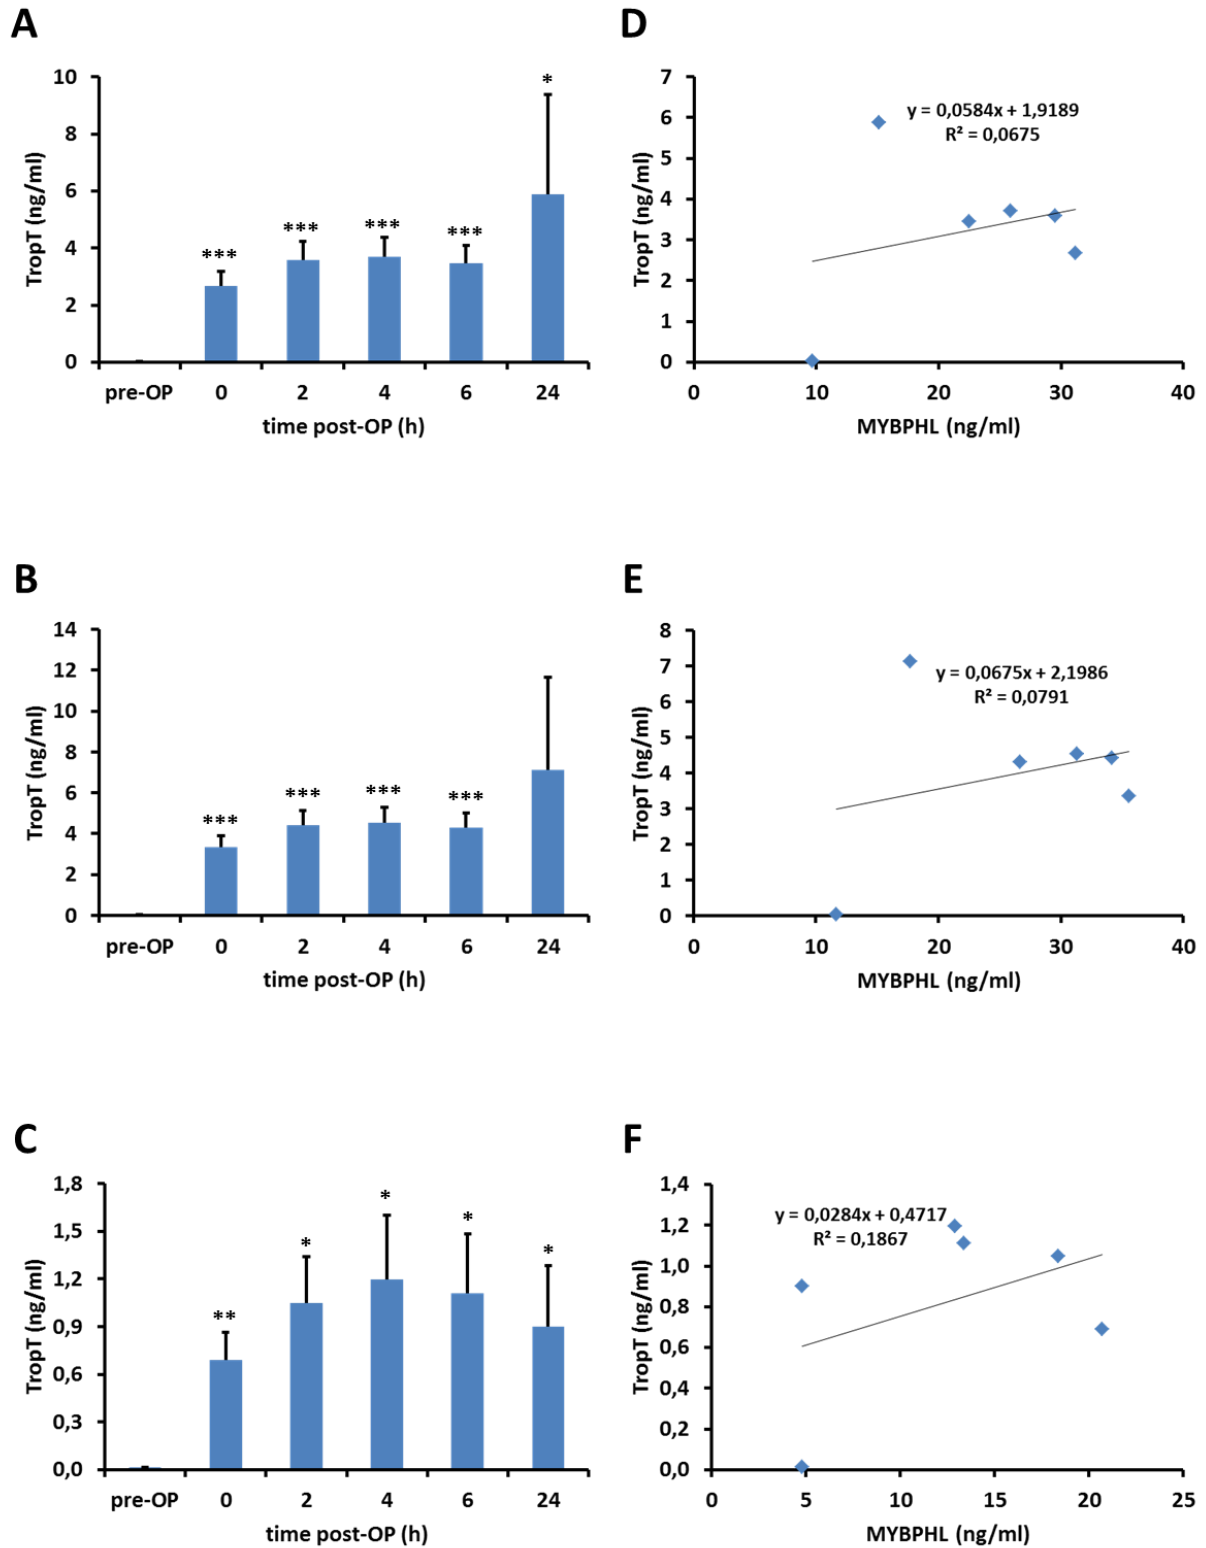 A
10
8
6
4
2
0
TropT (ng/ml)
***
***
***
***
*
pre-OP 0 2 4 6 24
time post-OP (h)
D
7
6
5
4
3
2
1
0
TropT (ng/ml)
y = 0,0584x + 1,9189
R² = 0,0675
0 10 20 30 40
MYBPHL (ng/ml)
B
14
12
10
8
6
4
2
0
TropT (ng/ml)
***
***
***
***
pre-OP 0 2 4 6 24
time post-OP (h)
E
8
7
6
5
4
3
2
1
0
TropT (ng/ml)
y = 0,0675x + 2,1986
R² = 0,0791
0 10 20 30 40
MYBPHL (ng/ml)
C
1,8
1,5
1,2
0,9
0,6
0,3
0,0
TropT (ng/ml)
**
*
*
*
*
pre-OP 0 2 4 6 24
time post-OP (h)
F
1,4
1,2
1,0
0,8
0,6
0,4
0,2
0,0
TropT (ng/ml)
y = 0,0284x + 0,4717
R² = 0,1867
0 5 10 15 20 25
MYBPHL (ng/ml)